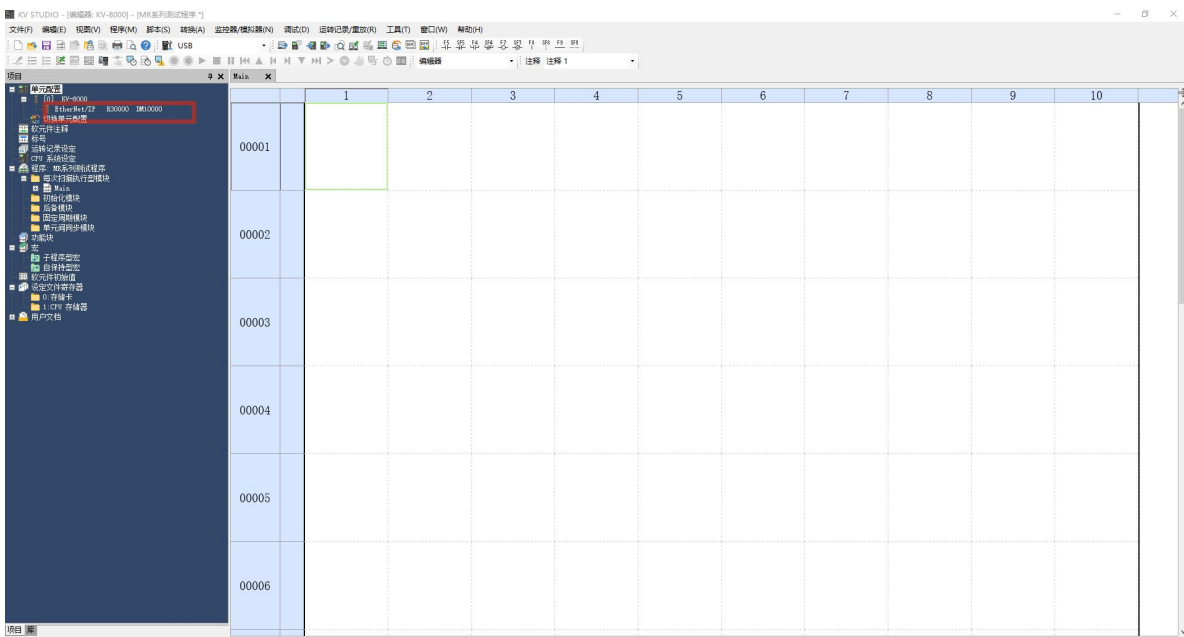 KV STUDIO - [编辑器: KV-8000] - [MR系列测试程序 *]
文件(F) 编辑(E) 视图(V) 程序(M) 脚本(S) 转换(A) 监控器/模拟器(N) 调试(D) 运转记录/重放(R) 工具(T) 窗口(W) 帮助(H)
USB
编辑器 注释 注释 1
项目 Main
单元配置
[0] KV-8000
EtherNet/IP R30000 DM10000
切换单元配置
软元件注释
标号
运转记录设定
CPU 系统设定
程序: MR系列测试程序
每次扫描执行型模块
Main
初始化模块
后备模块
固定周期模块
单元间同步模块
功能块
宏
子程序型宏
自保持型宏
软元件初始值
设定文件寄存器
0:存储卡
1:CPU 存储器
用户文档
1 2 3 4 5 6 7 8 9 10
00001
00002
00003
00004
00005
00006
项目 库